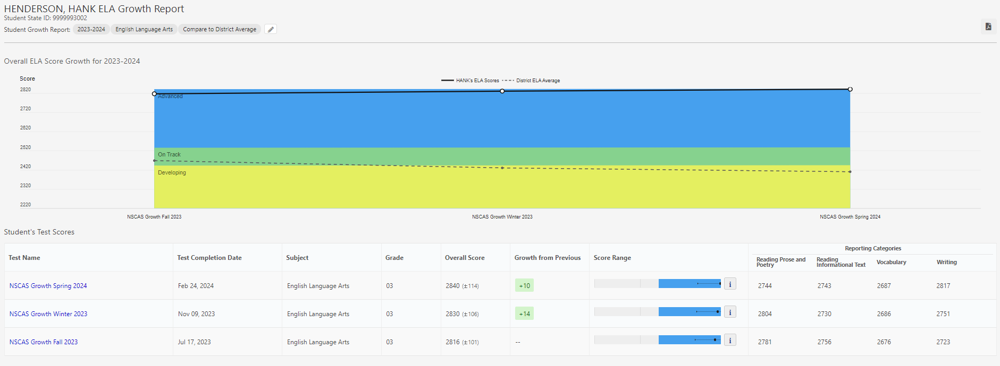 HENDERSON, HANK ELA Growth Report
Student State ID: 9999993002
Student Growth Report: 2023-2024 English Language Arts Compare to District Average
Overall ELA Score Growth for 2023-2024
Score
HANK's ELA Scores District ELA Average
2820
Advanced
2720
2620
2520
On Track
2420
Developing
2320
2220
NSCAS Growth Fall 2023 NSCAS Growth Winter 2023 NSCAS Growth Spring 2024
Student's Test Scores
Reporting Categories
Test Name Test Completion Date Subject Grade Overall Score Growth from Previous Score Range Reading Prose and Poetry Reading Informational Text Vocabulary Writing
NSCAS Growth Spring 2024 Feb 24, 2024 English Language Arts 03 2840 (±114) +10 i 2744 2743 2687 2817
NSCAS Growth Winter 2023 Nov 09, 2023 English Language Arts 03 2830 (±106) +14 i 2804 2730 2686 2751
NSCAS Growth Fall 2023 Jul 17, 2023 English Language Arts 03 2816 (±101) -- i 2781 2756 2676 2723